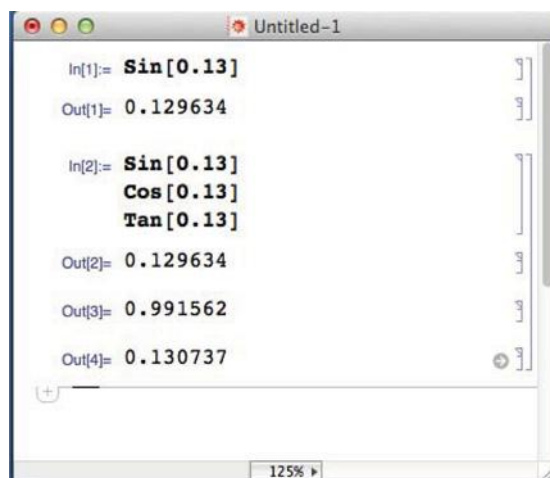 Untitled-1
In[1]:= Sin[0.13]
Out[1]= 0.129634
In[2]:= Sin[0.13]
Cos[0.13]
Tan[0.13]
Out[2]= 0.129634
Out[3]= 0.991562
Out[4]= 0.130737
125%